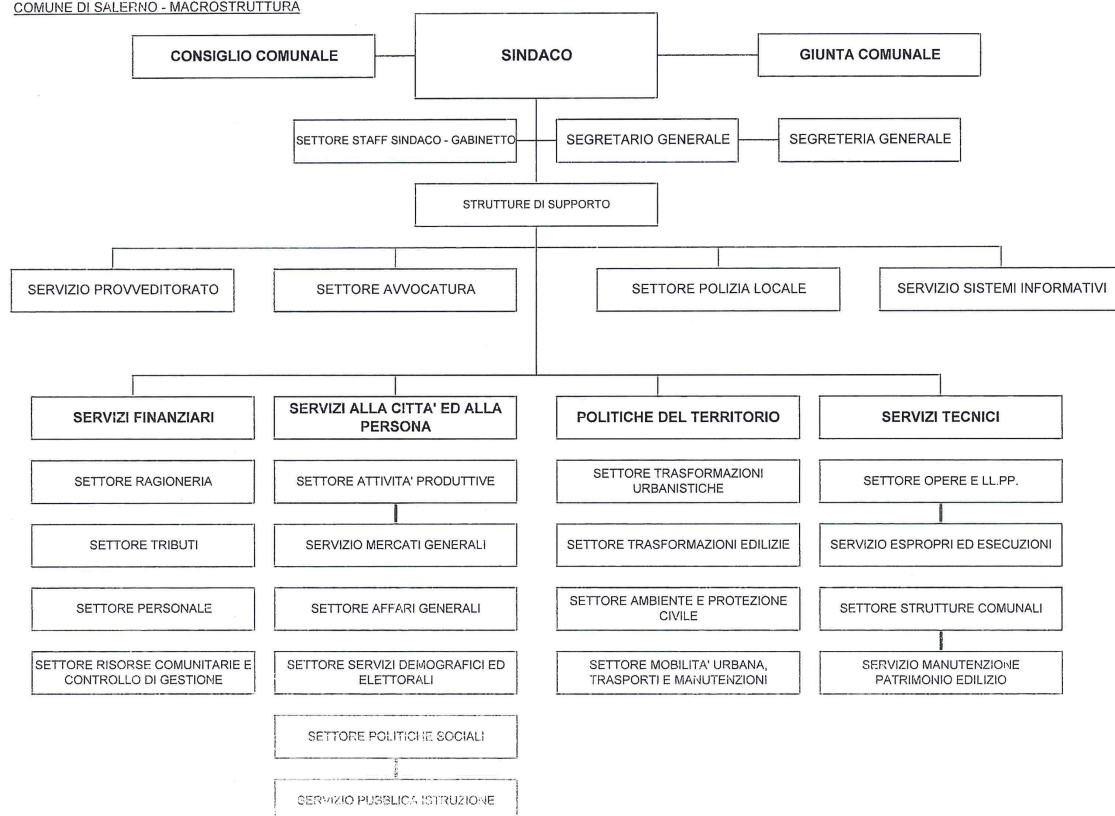 COMUNE DI SALERNO - MACROSTRUTTURA
CONSIGLIO COMUNALE
SINDACO
GIUNTA COMUNALE
SETTORE STAFF SINDACO - GABINETTO
SEGRETARIO GENERALE
SEGRETERIA GENERALE
STRUTTURE DI SUPPORTO
SERVIZIO PROVVEDITORATO
SETTORE AVVOCATURA
SETTORE POLIZIA LOCALE
SERVIZIO SISTEMI INFORMATIVI
SERVIZI FINANZIARI
SERVIZI ALLA CITTA' ED ALLA
PERSONA
POLITICHE DEL TERRITORIO
SERVIZI TECNICI
SETTORE RAGIONERIA
SETTORE ATTIVITA' PRODUTTIVE
SETTORE TRASFORMAZIONI
URBANISTICHE
SETTORE OPERE E LL.PP.
SETTORE TRIBUTI
SERVIZIO MERCATI GENERALI
SETTORE TRASFORMAZIONI EDILIZIE
SERVIZIO ESPROPRI ED ESECUZIONI
SETTORE PERSONALE
SETTORE AFFARI GENERALI
SETTORE AMBIENTE E PROTEZIONE
CIVILE
SETTORE STRUTTURE COMUNALI
SETTORE RISORSE COMUNITARIE E
CONTROLLO DI GESTIONE
SETTORE SERVIZI DEMOGRAFICI ED
ELETTORALI
SETTORE MOBILITA' URBANA,
TRASPORTI E MANUTENZIONI
SERVIZIO MANUTENZIONE
PATRIMONIO EDILIZIO
SETTORE POLITICHE SOCIALI
SERVIZIO PUBBLICA ISTRUZIONE